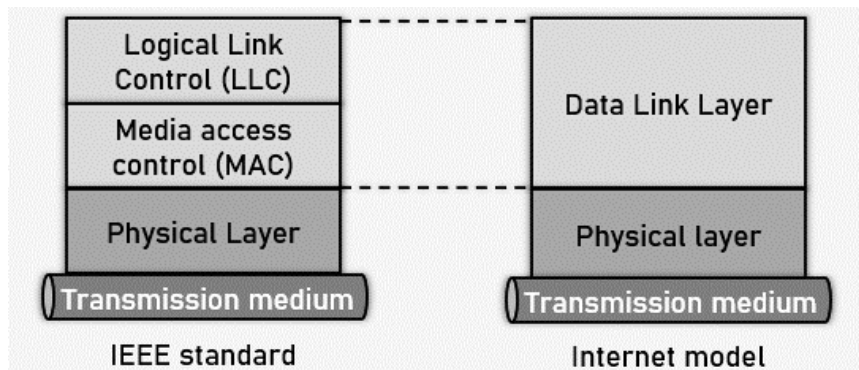 Logical Link
Control (LLC)
Media access
control (MAC)
Physical Layer
Transmission medium
IEEE standard
Data Link Layer
Physical layer
Transmission medium
Internet model